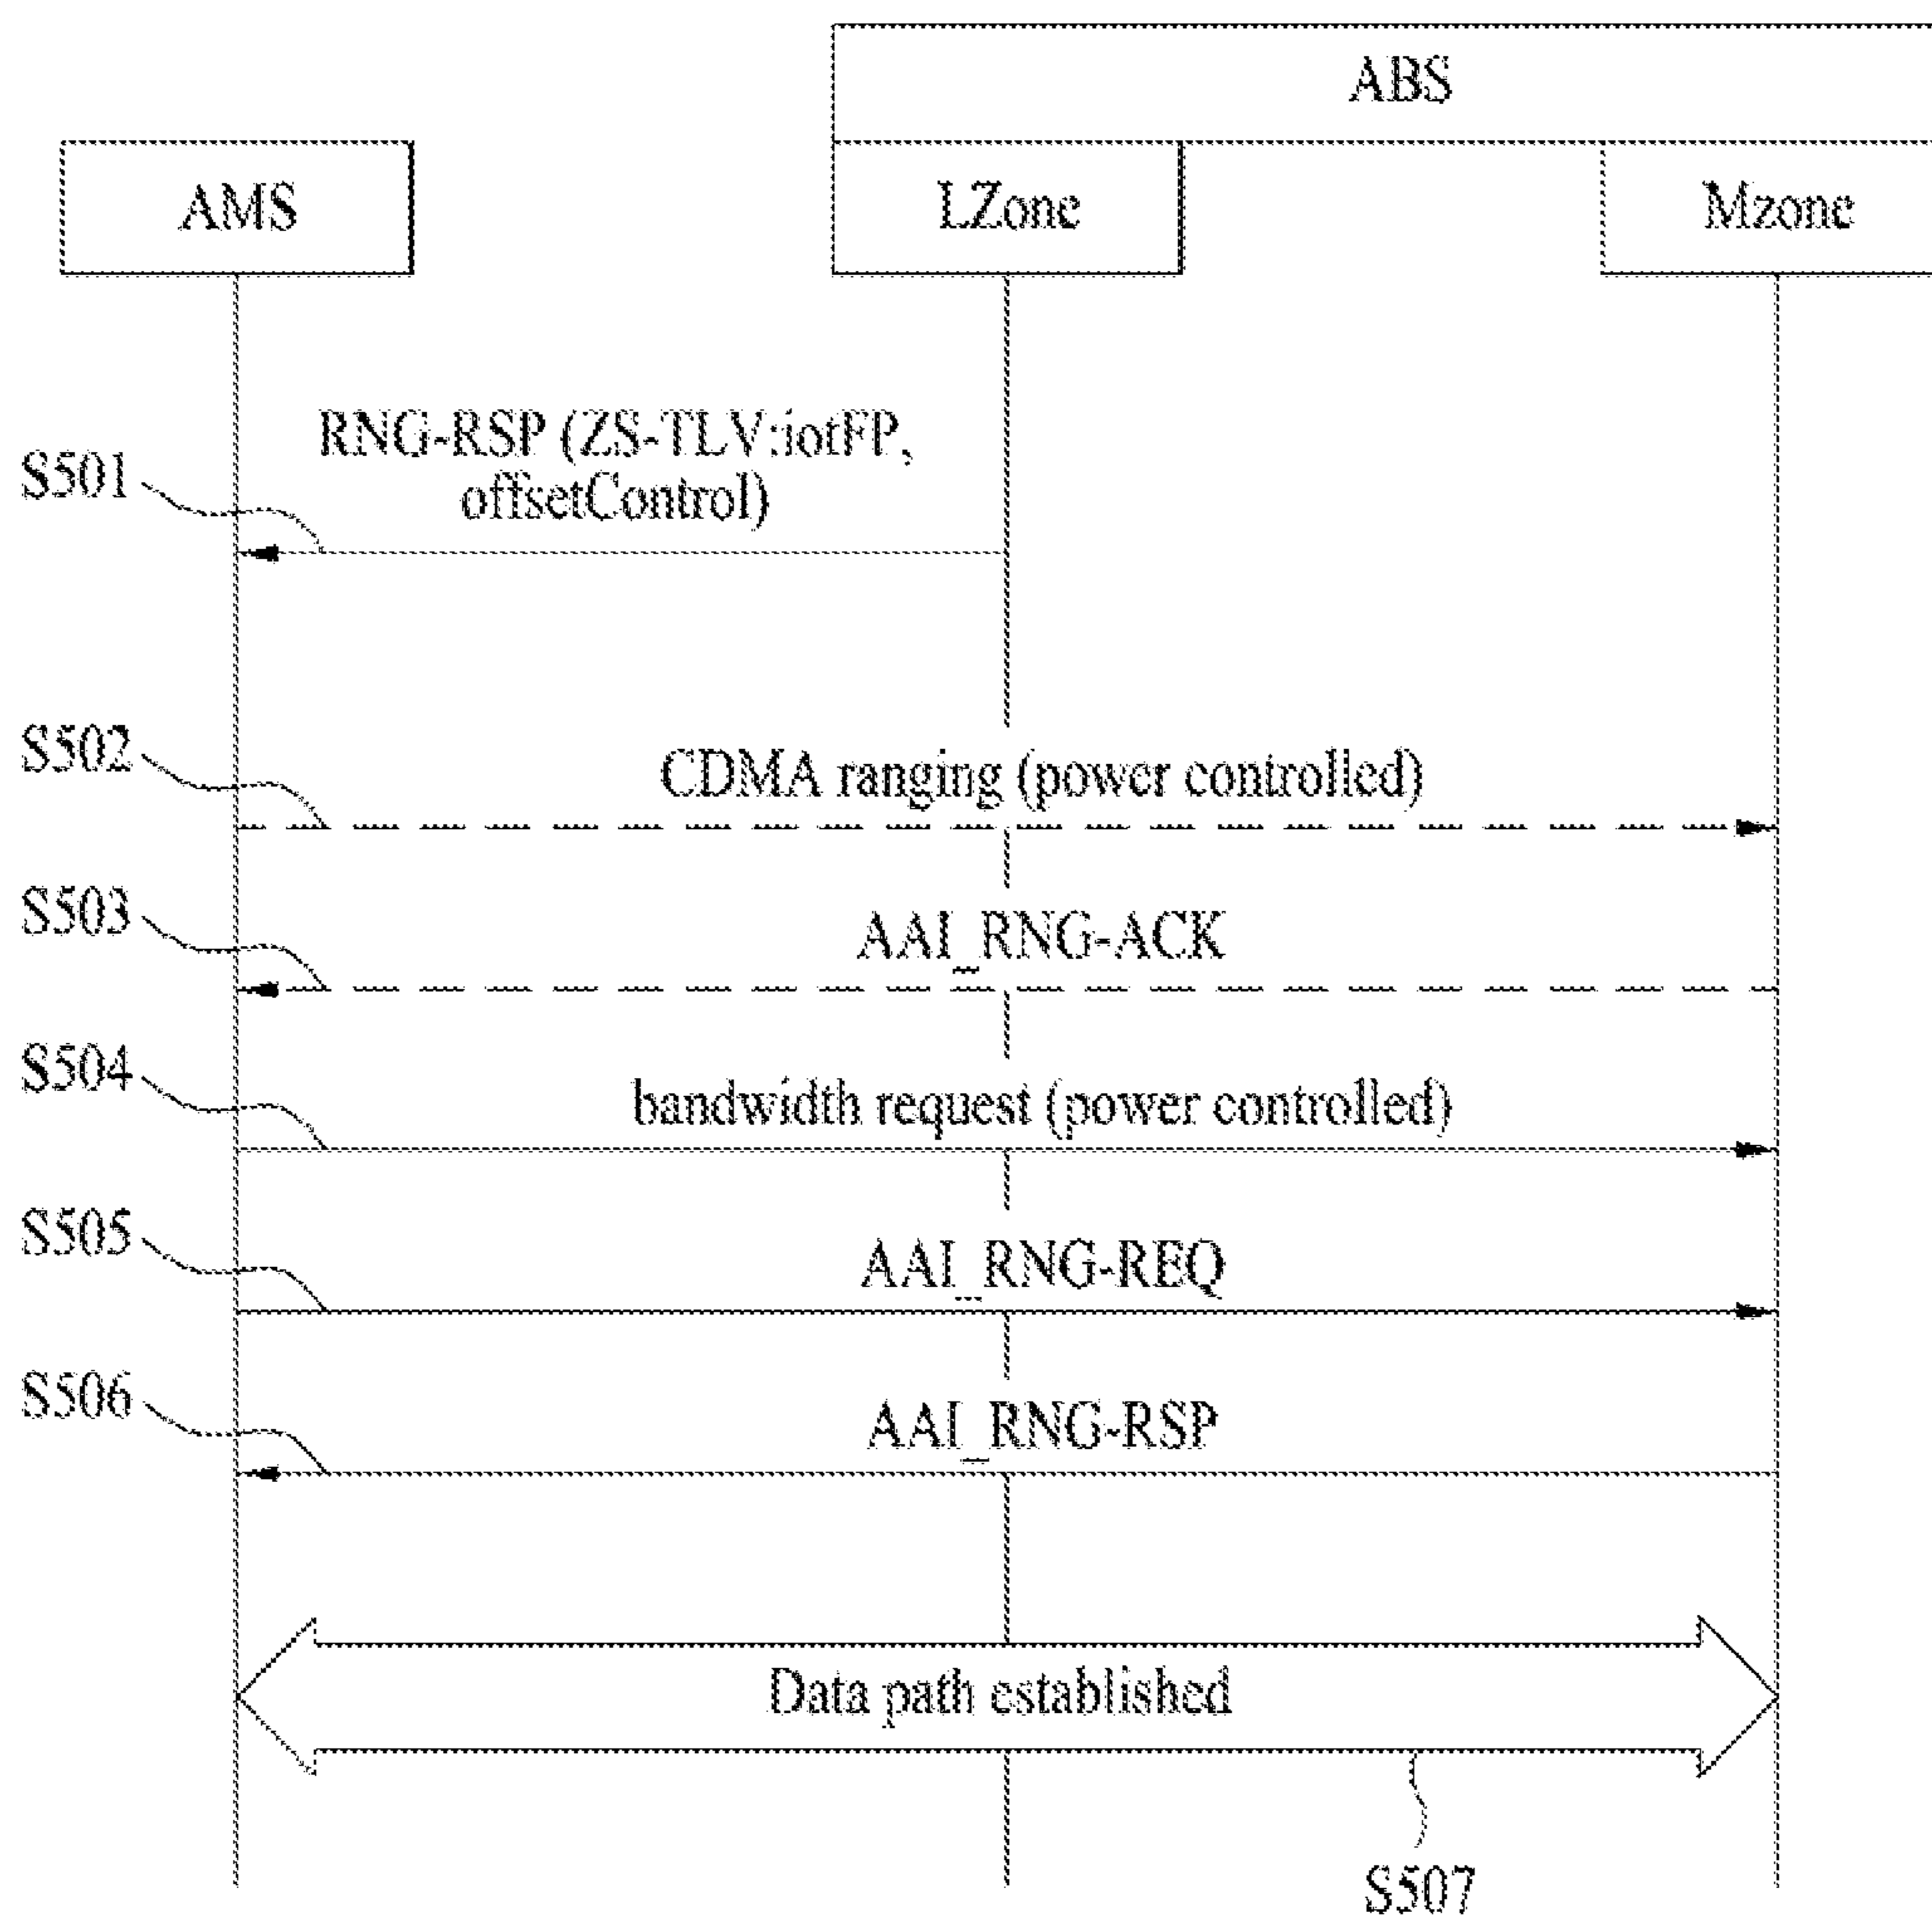 ABS
AMS
LZone
Mzone
RNG-RSP (ZS-TLV:iotFP,
offsetControl)
S501
S502
CDMA ranging (power controlled)
S503
AAI_RNG-ACK
S504
bandwidth request (power controlled)
S505
AAI_RNG-REQ
S506
AAI_RNG-RSP
Data path established
S507